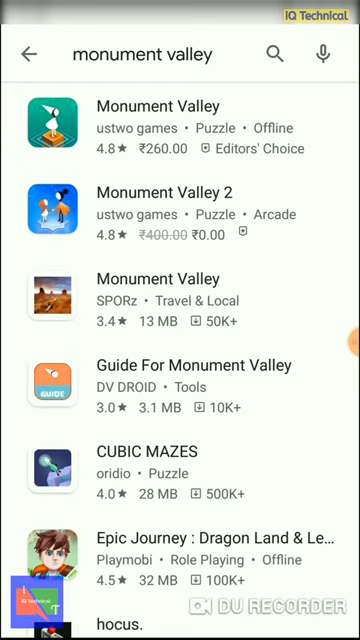 iQ Technical
monument valley
Monument Valley
ustwo games • Puzzle • Offline
4.8★ ₹260.00 Editors' Choice
Monument Valley 2
ustwo games • Puzzle • Arcade
4.8★ ₹400.00 ₹0.00
Monument Valley
SPORz • Travel & Local
3.4★ 13 MB 50K+
GUIDE
Guide For Monument Valley
DV DROID • Tools
3.0★ 3.1 MB 10K+
CUBIC MAZES
oridio • Puzzle
4.0★ 28 MB 500K+
Epic Journey : Dragon Land & Le...
Playmobi • Role Playing • Offline
4.5★ 32 MB 100K+
i
iQ Technical
T
DU RECORDER
hocus.